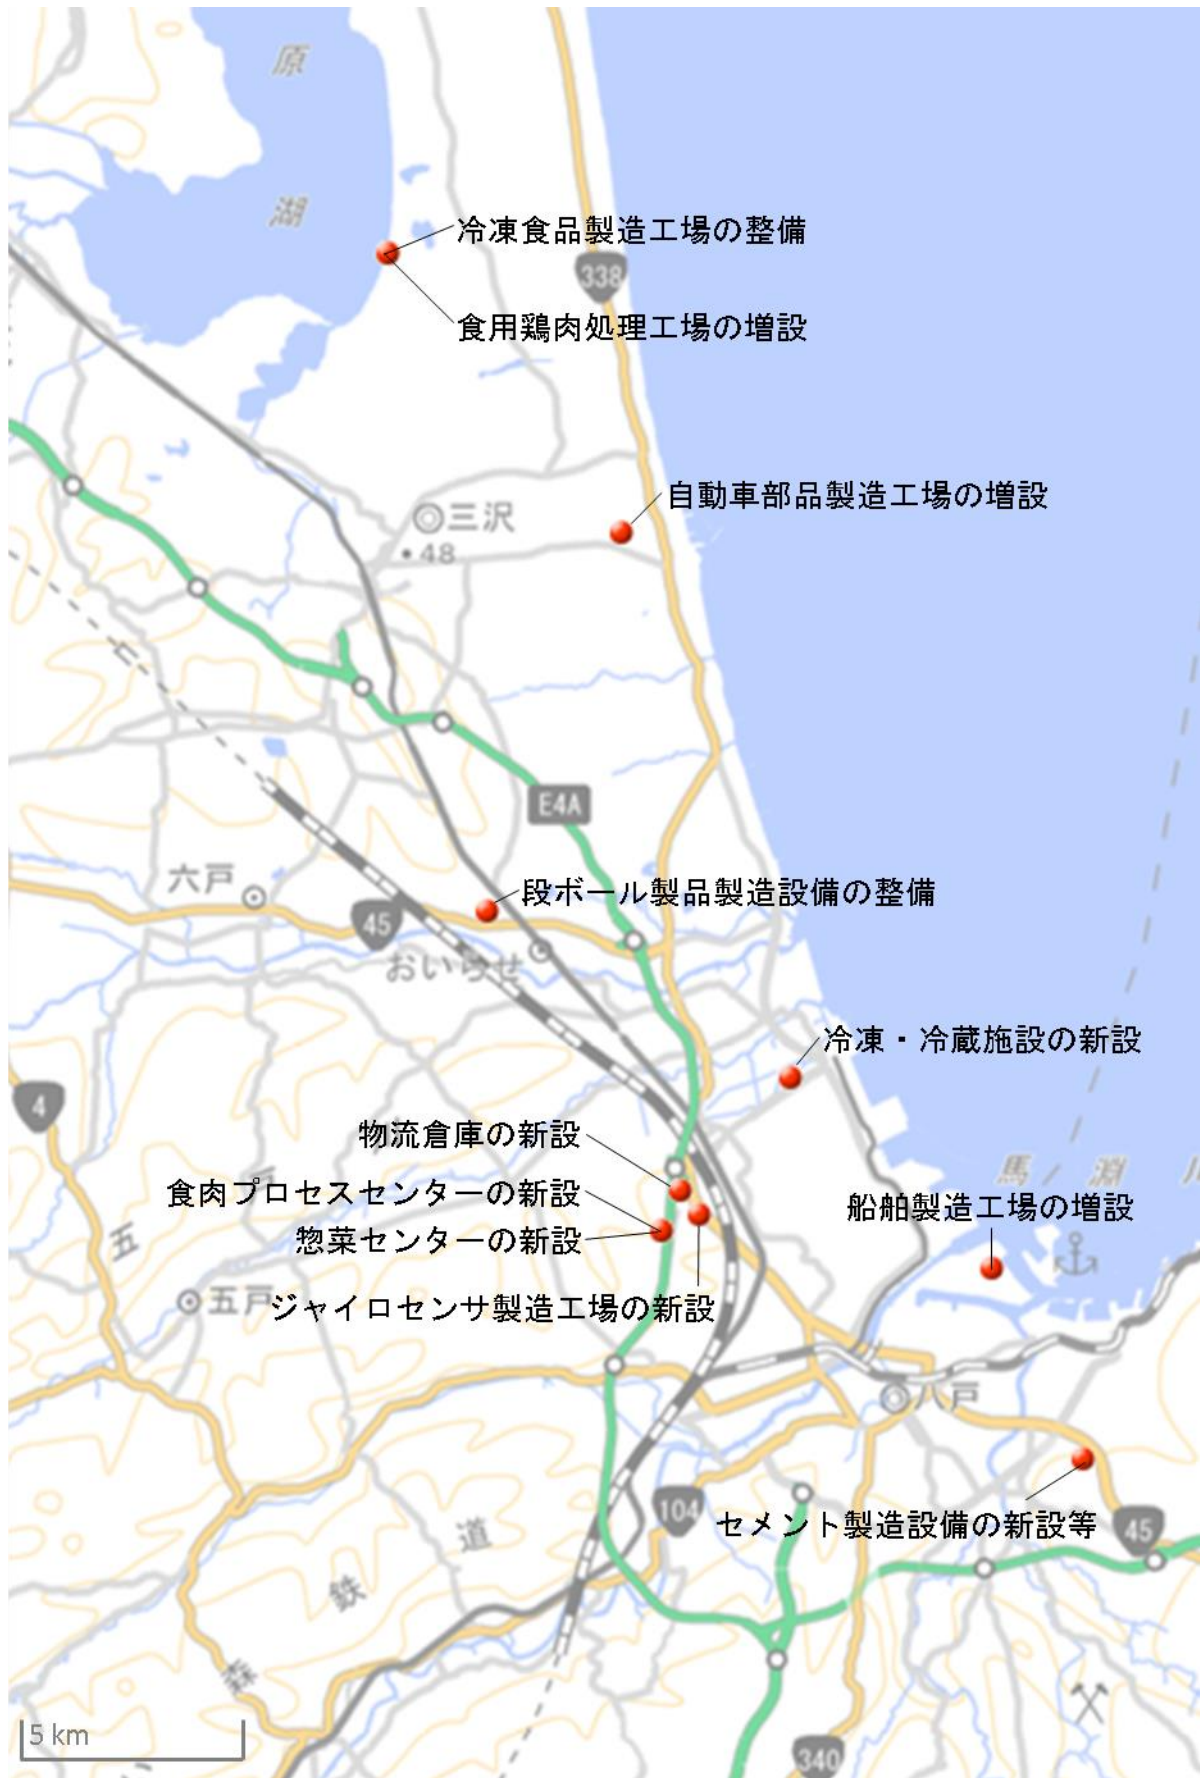 原
湖
冷凍食品製造工場の整備
338
食用鶏肉処理工場の増設
自動車部品製造工場の増設
三沢
48
E4A
六戸
段ボール製品製造設備の整備
45
おいらせ
冷凍・冷蔵施設の新設
4
物流倉庫の新設
馬淵川
戸
食肉プロセスセンターの新設
船舶製造工場の増設
五
惣菜センターの新設
五戸
ジャイロセンサ製造工場の新設
八戸
104
セメント製造設備の新設等
45
道
鉄
森
5 km
340